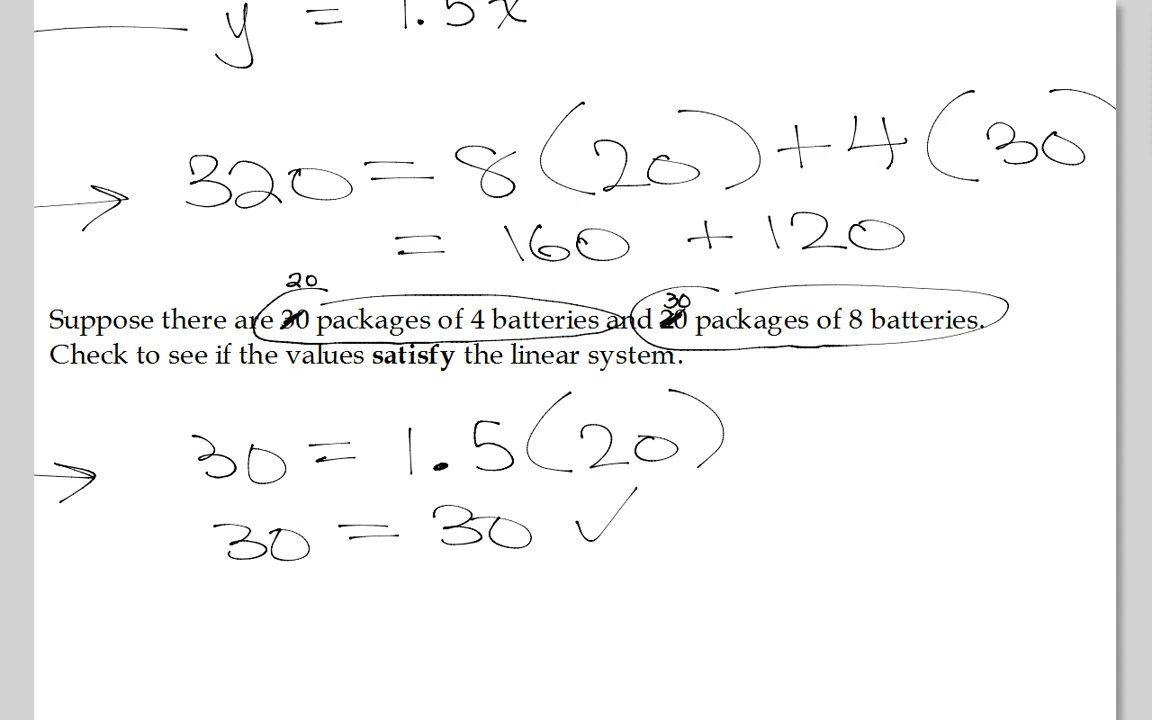 y = 1.5x
320 = 8(20) + 4(30)
= 160 + 120
20 30
Suppose there are 30 packages of 4 batteries and 20 packages of 8 batteries.
Check to see if the values satisfy the linear system.
30 = 1.5(20)
30 = 30 ✓